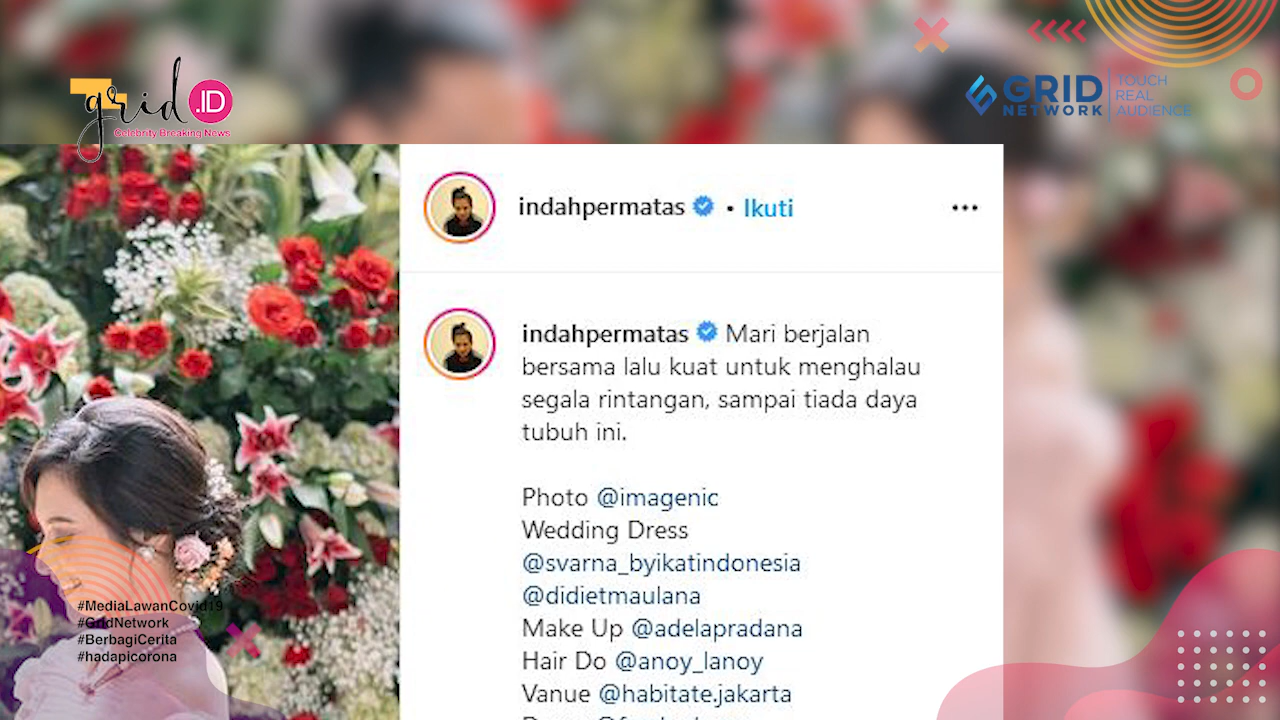 grid .ID
Celebrity Breaking News
GRID NETWORK
TOUCH
REAL
AUDIENCE
indahpermatas • Ikuti
indahpermatas Mari berjalan
bersama lalu kuat untuk menghalau
segala rintangan, sampai tiada daya
tubuh ini.
Photo @imagenic
Wedding Dress
@svarna_byikatindonesia
@didietmaulana
Make Up @adelapradana
Hair Do @anoy_lanoy
Vanue @habitate.jakarta
#MediaLawanCovid19
#GridNetwork
#BerbagiCerita
#hadapicorona